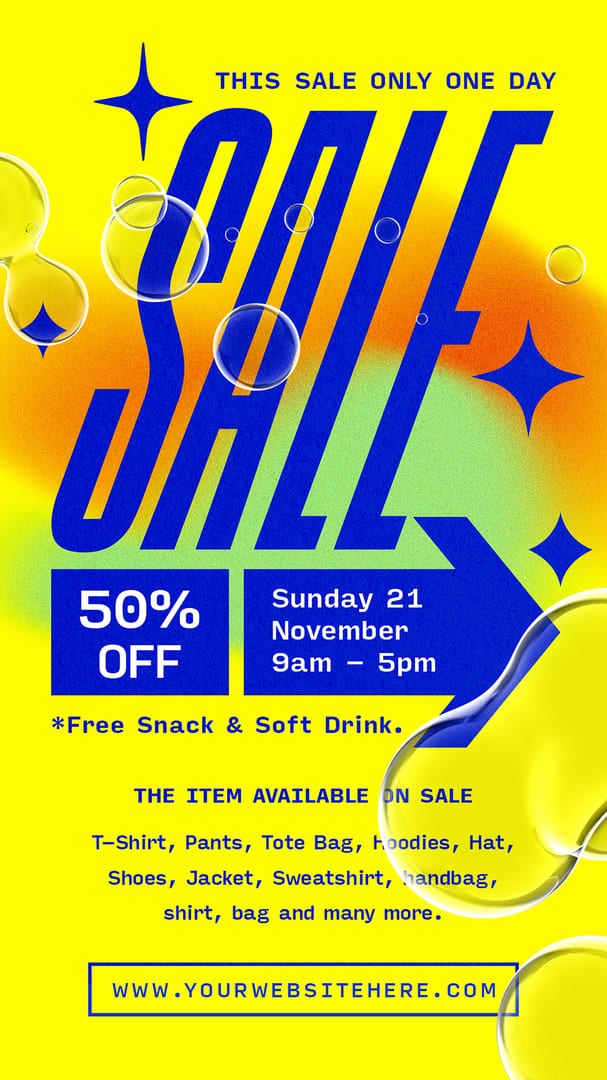 THIS SALE ONLY ONE DAY
SALE
50%
OFF
Sunday 21
November
9am – 5pm
*Free Snack & Soft Drink.
THE ITEM AVAILABLE ON SALE
T-Shirt, Pants, Tote Bag, Hoodies, Hat,
Shoes, Jacket, Sweatshirt, handbag,
shirt, bag and many more.
WWW.YOURWEBSITEHERE.COM